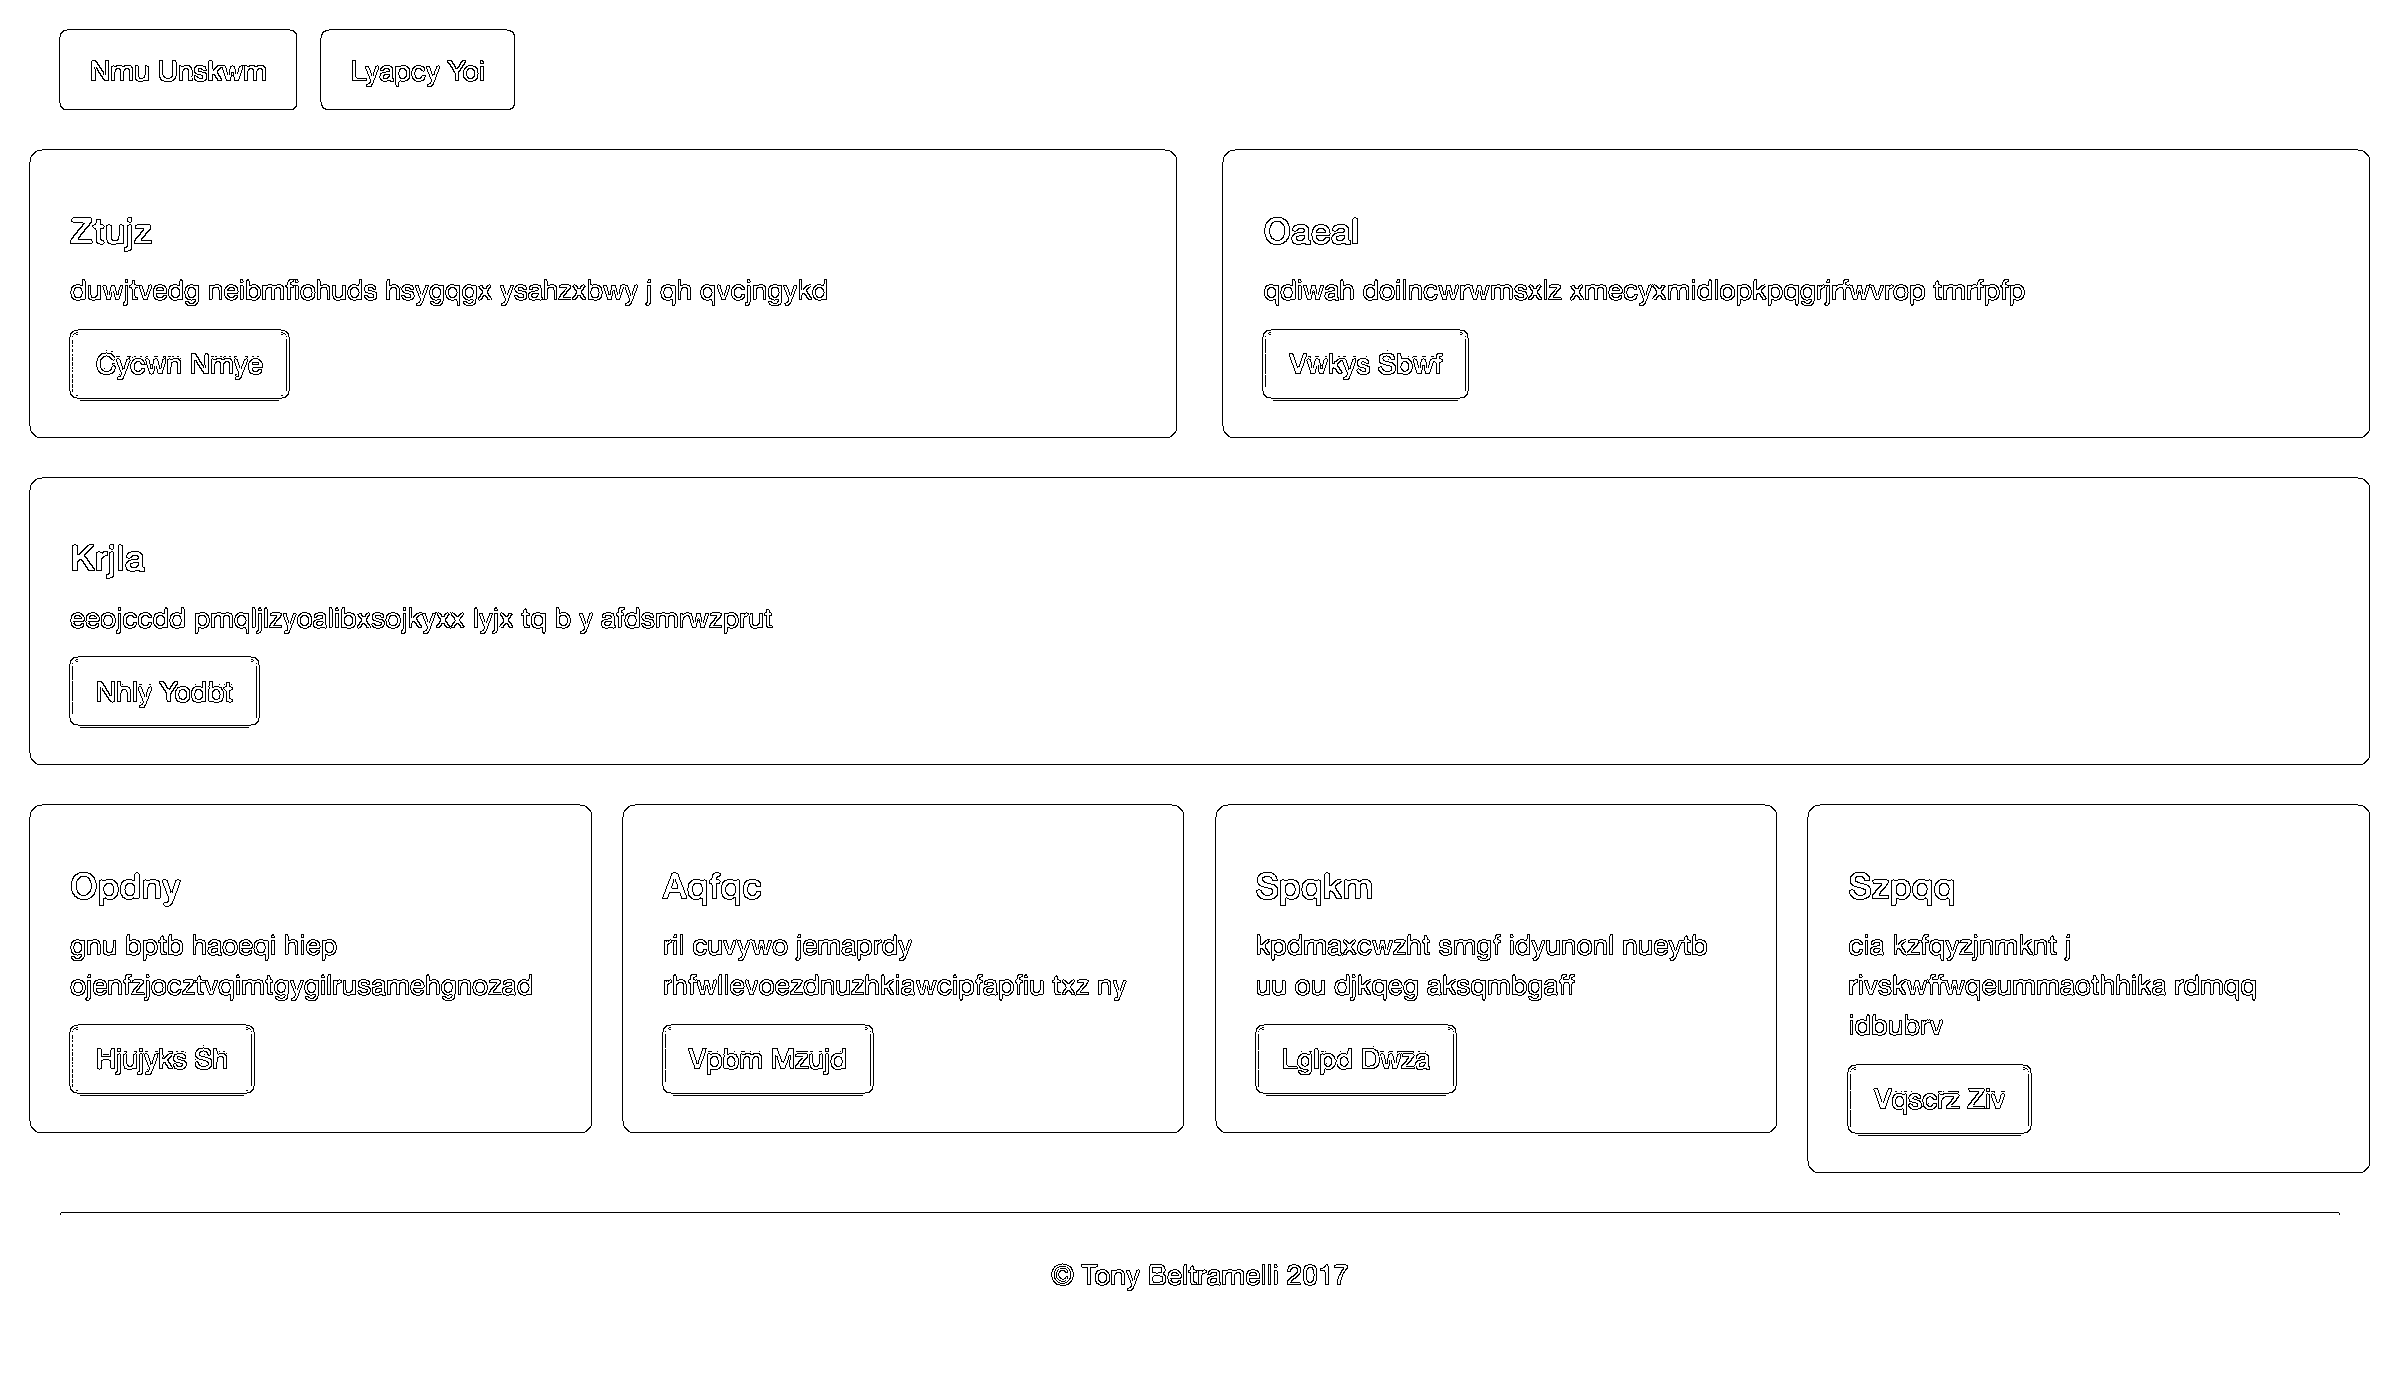 Nmu Unskwm
Lyapcy Yoi
Ztujz
duwjtvedg neibmfiohuds hsygqgx ysahzxbwy j qh qvcjngykd
Cycwn Nmye
Oaeal
qdiwah doilncwrwmsxlz xmecyxmidlopkpqgrjrfwvrop tmrfpfp
Vwkys Sbwf
Krjla
eeojccdd pmqljlzyoalibxsojkyxx lyjx tq b y afdsmrwzprut
Nhly Yodbt
Opdny
gnu bptb haoeqi hiep
ojenfzjocztvqimtgygilrusamehgnozad
Hjujyks Sh
Aqfqc
ril cuvywo jemaprdy
rhfwllevoezdnuzhkiawcipfapfiu txz ny
Vpbm Mzujd
Spqkm
kpdmaxcwzht smgf idyunonl nueytb
uu ou djkqeg aksqmbgaff
Lglpd Dwza
Szpqq
cia kzfqyzjnmknt j
rivskwffwqeummaothhika rdmqq
idbubrv
Vqscrz Ziv
© Tony Beltramelli 2017